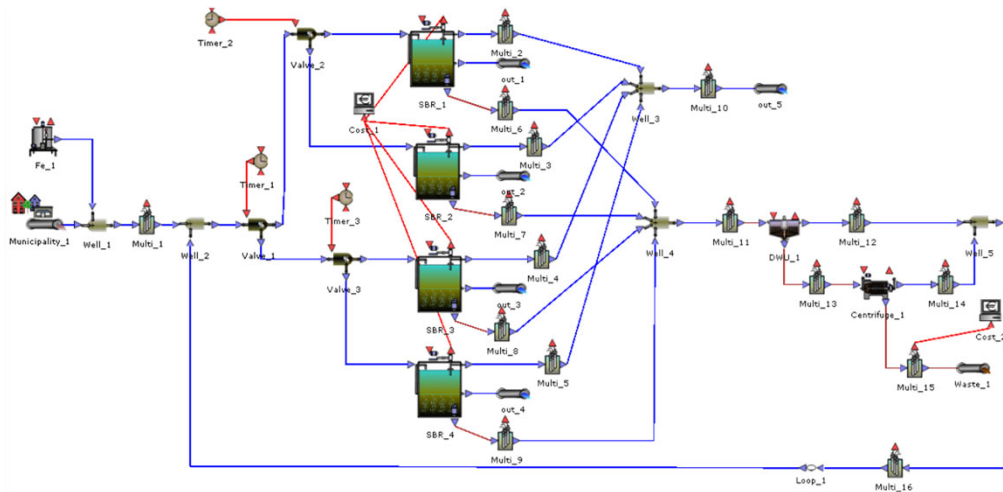 Timer_2
Valve_2
Multi_2
out_1
SBR_1
Multi_6
Cost_1
Well_3
Multi_10
out_5
Fe_1
Timer_1
Multi_3
out_2
SBR_2
Multi_7
Timer_3
Municipality_1
Well_1
Multi_1
Well_2
Valve_1
Valve_3
Multi_4
out_3
SBR_3
Multi_8
Well_4
Multi_11
DWU_1
Multi_12
Well_5
Multi_13
Centrifuge_1
Multi_14
Cost_2
Multi_15
Waste_1
Multi_5
out_4
SBR_4
Multi_9
Loop_1
Multi_16